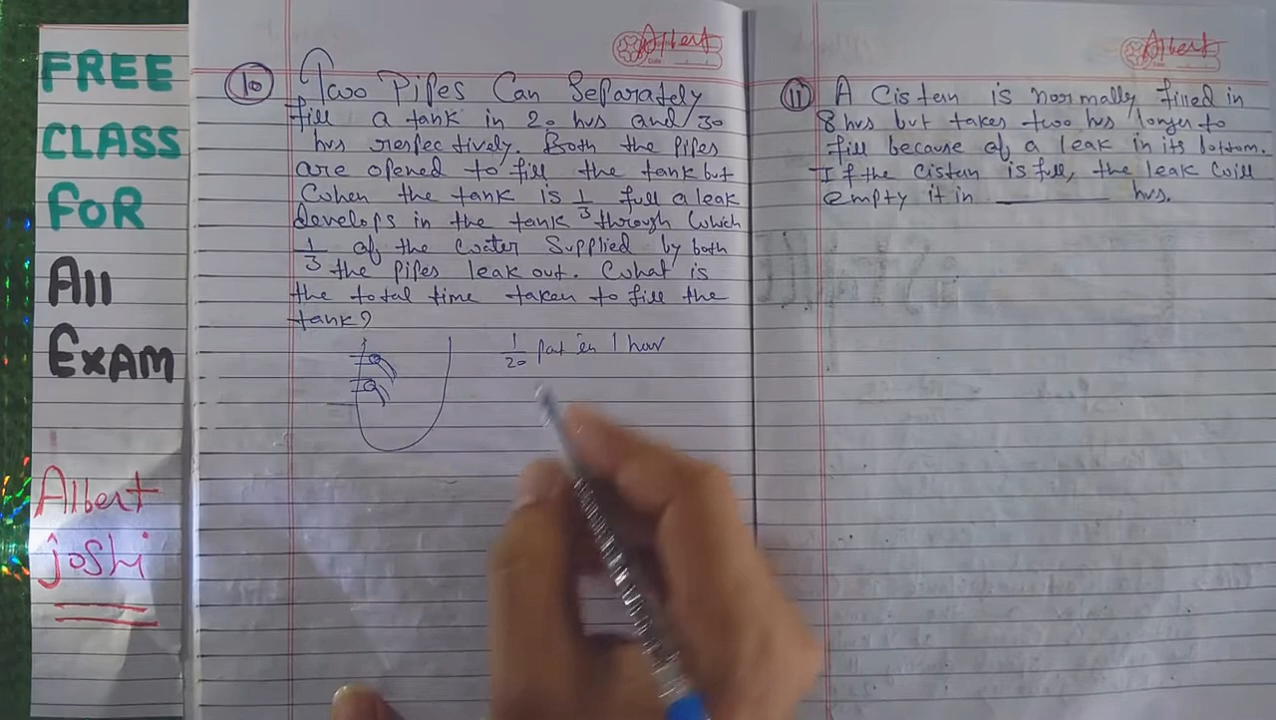 FREE
CLASS
FOR
All
EXAM
Albert
joshi
Albert
10 Two Pipes Can Separately
fill a tank in 20 hrs and 30
hrs respectively. Both the pipes
are opened to fill the tank but
when the tank is 1/3 full a leak
develops in the tank through which
1/3 of the water supplied by both
the pipes leak out. What is
the total time taken to fill the
tank?
1/20 part in 1 hour
Albert
11 A Cistern is normally filled in
8 hrs but takes two hrs longer to
fill because of a leak in its bottom.
If the cistern is full, the leak will
empty it in ________ hrs.